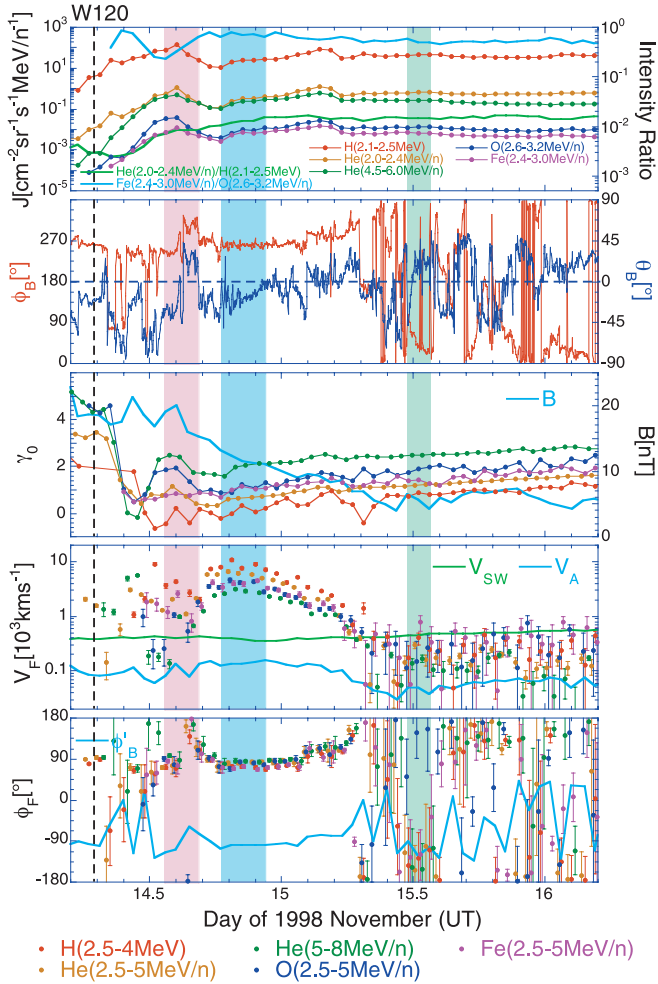 W120
10³
10¹
10⁻¹
10⁻³
10⁻⁵
J[cm⁻²sr⁻¹s⁻¹MeV/n⁻¹]
10⁰
10⁻¹
10⁻²
10⁻³
Intensity Ratio
H(2.1-2.5MeV)
He(2.0-2.4MeV/n)
He(4.5-6.0MeV/n)
O(2.6-3.2MeV/n)
Fe(2.4-3.0MeV/n)
He(2.0-2.4MeV/n)/H(2.1-2.5MeV)
Fe(2.4-3.0MeV/n)/O(2.6-3.2MeV/n)
270
180
90
0
ϕB[°]
90
45
0
-45
-90
θB[°]
4
2
0
γ₀
B
20
15
10
5
0
B[nT]
10
1
0.1
VF[10³kms⁻¹]
VSW
VA
180
90
0
-90
-180
ϕF[°]
ϕ'B
14.5
15
15.5
16
Day of 1998 November (UT)
H(2.5-4MeV)
He(5-8MeV/n)
Fe(2.5-5MeV/n)
He(2.5-5MeV/n)
O(2.5-5MeV/n)